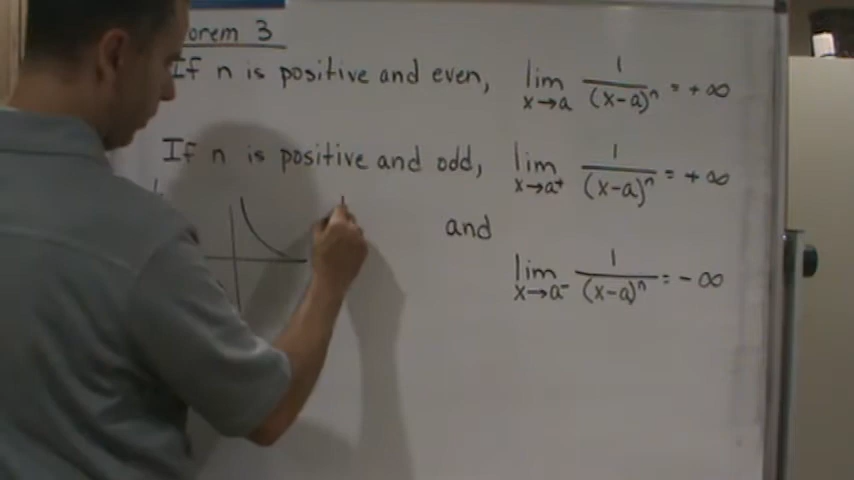 orem 3
If n is positive and even, lim x→a 1/(x-a)^n = +∞
If n is positive and odd, lim x→a⁺ 1/(x-a)^n = +∞
and
lim x→a⁻ 1/(x-a)^n = -∞